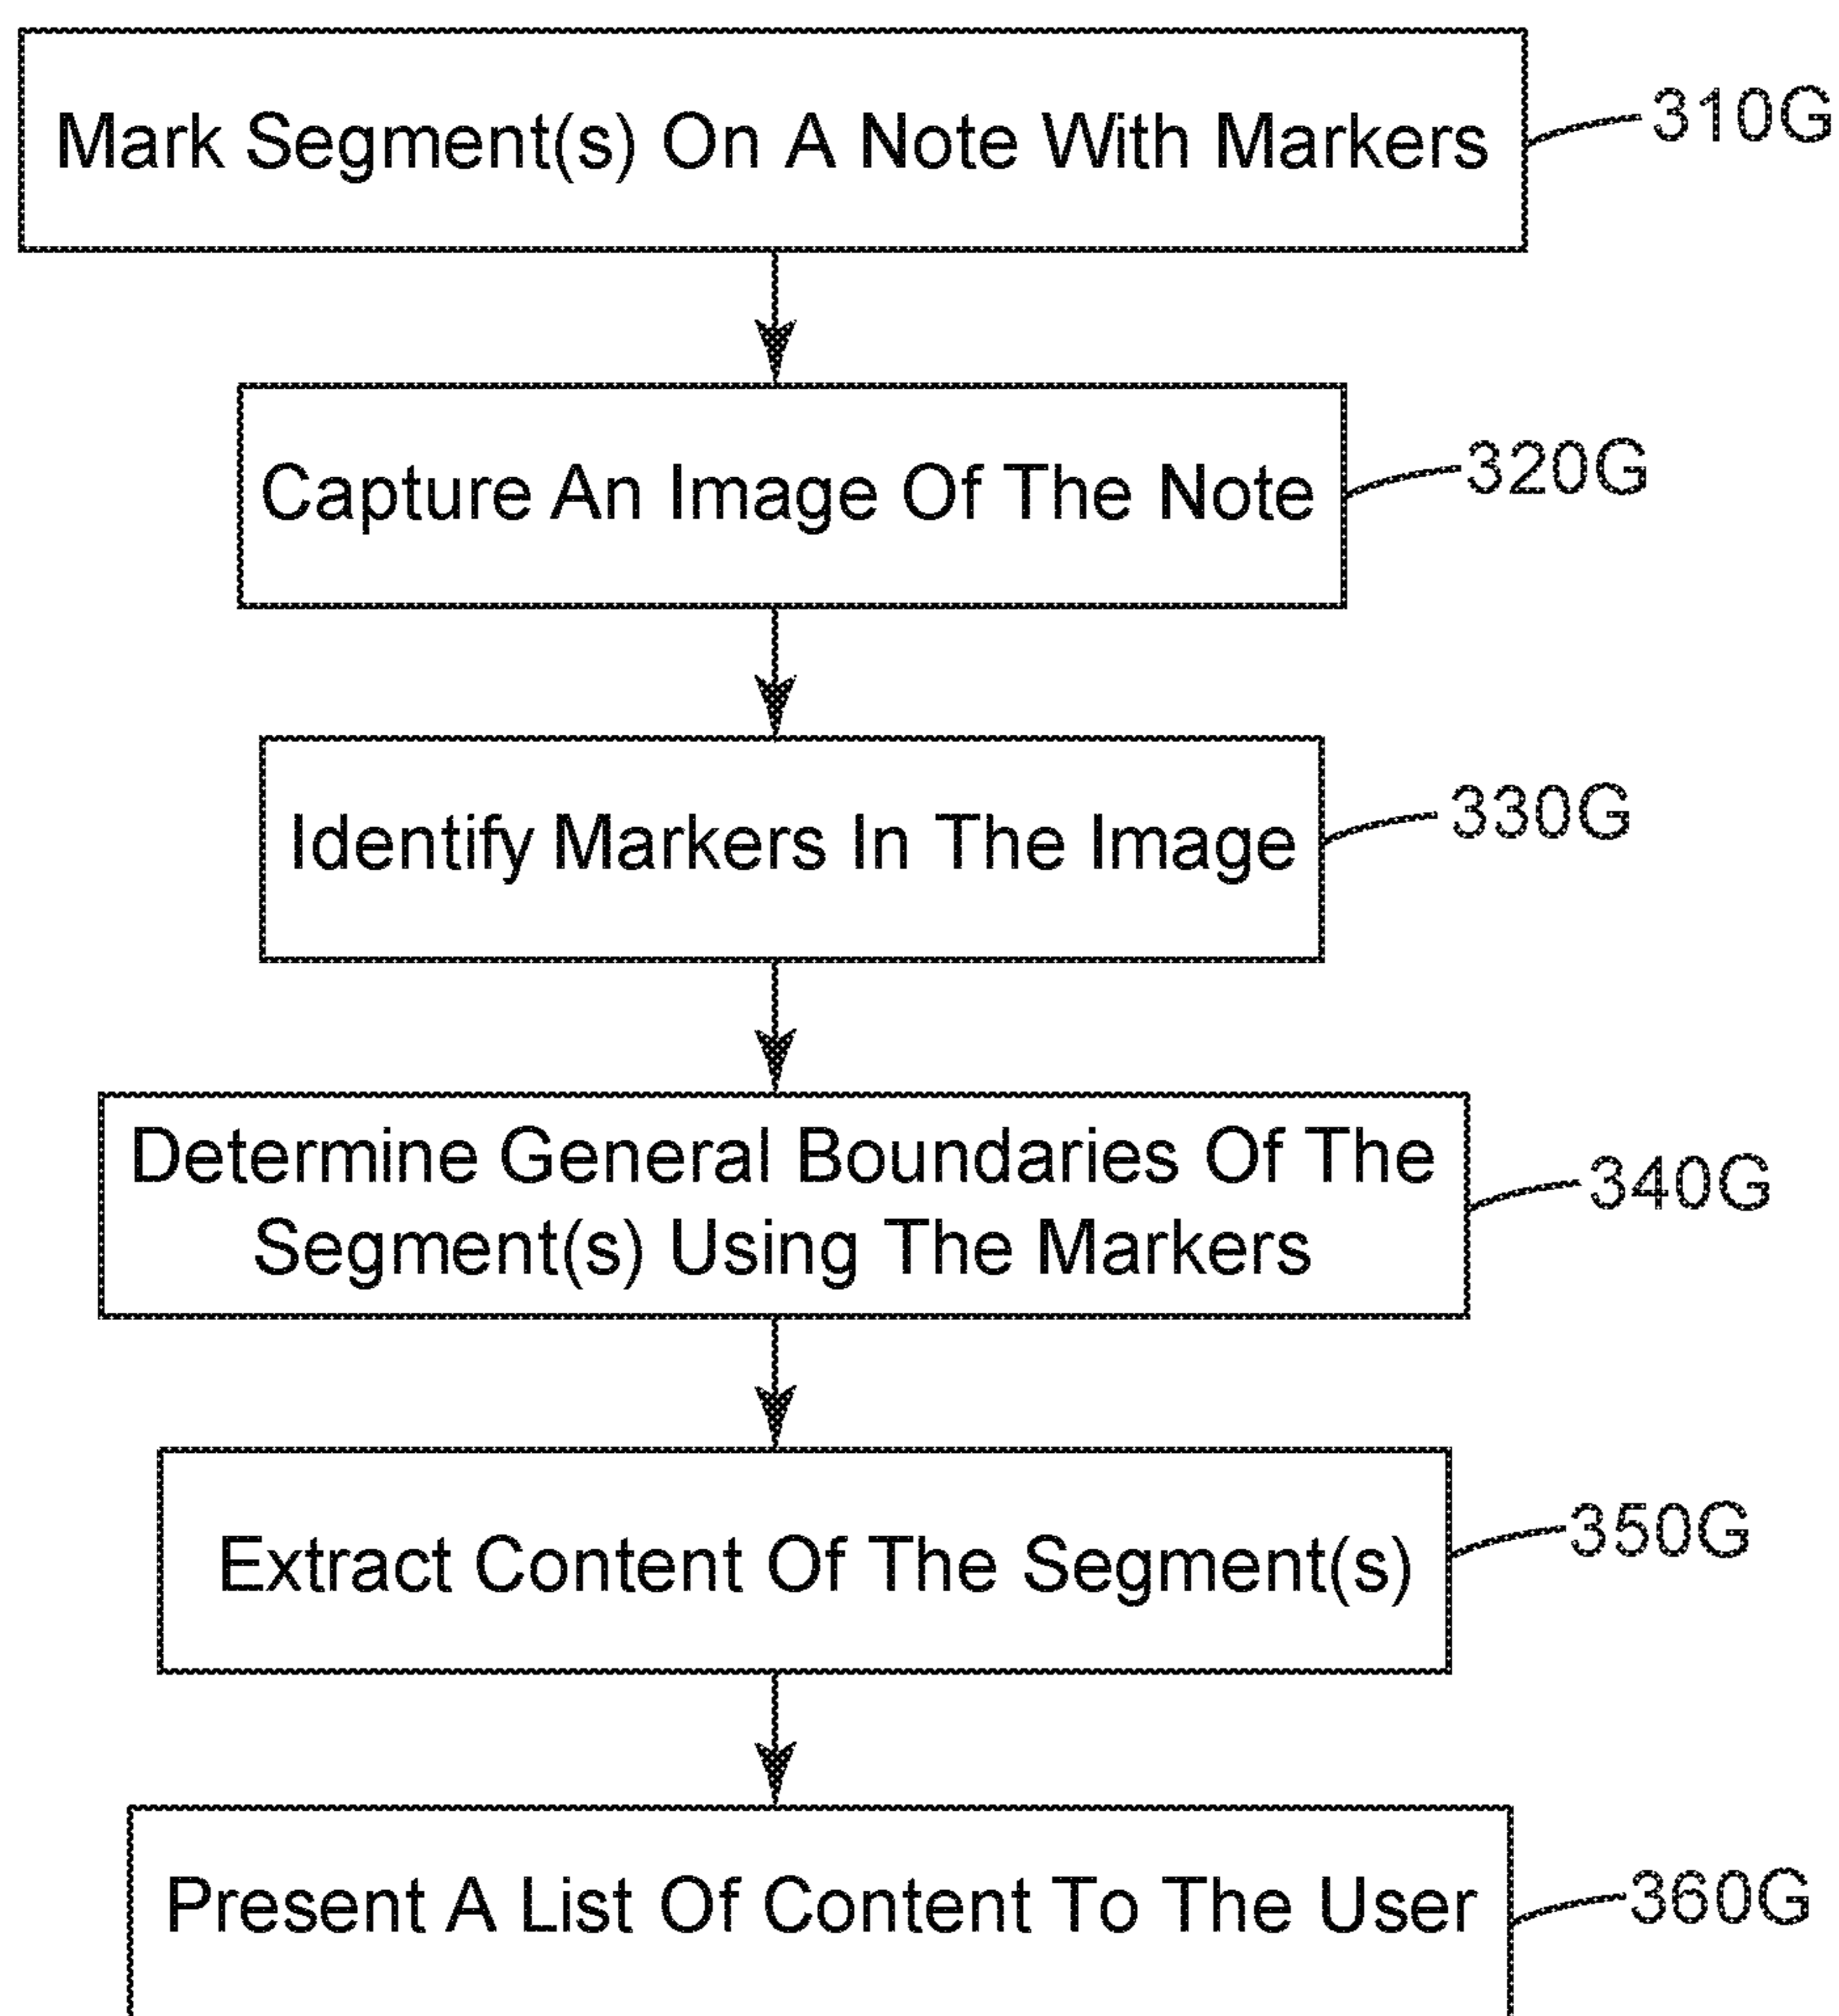 Mark Segment(s) On A Note With Markers
310G
Capture An Image Of The Note
320G
Identify Markers In The Image
330G
Determine General Boundaries Of The
Segment(s) Using The Markers
340G
Extract Content Of The Segment(s)
350G
Present A List Of Content To The User
360G